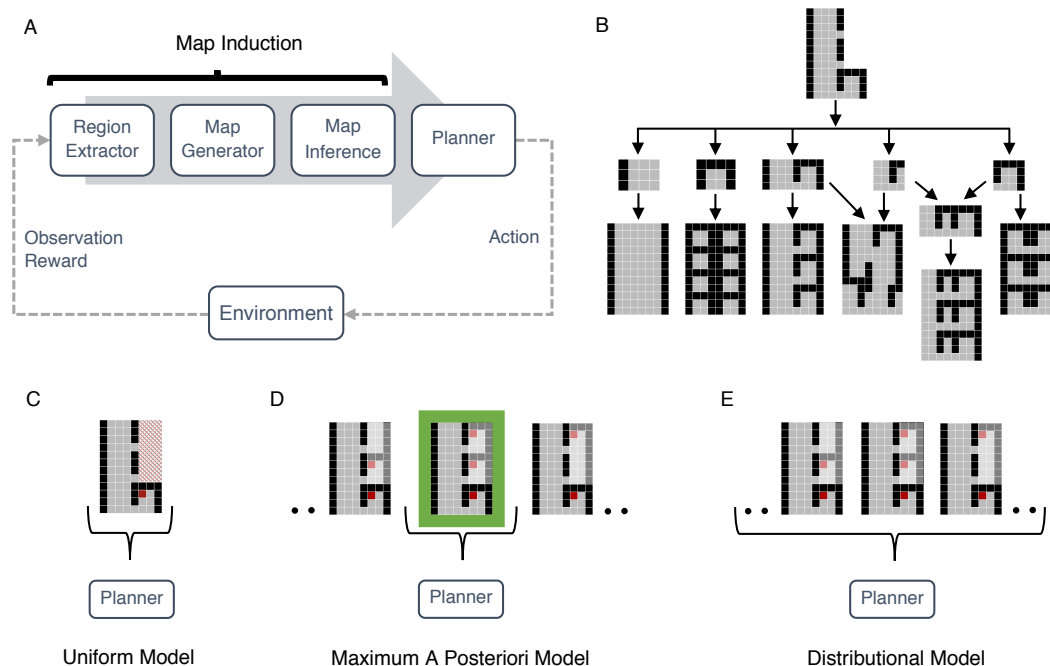 A
Map Induction
Region
Extractor
Map
Generator
Map
Inference
Planner
Observation
Reward
Action
Environment
B
C
Planner
Uniform Model
D
Planner
Maximum A Posteriori Model
E
Planner
Distributional Model